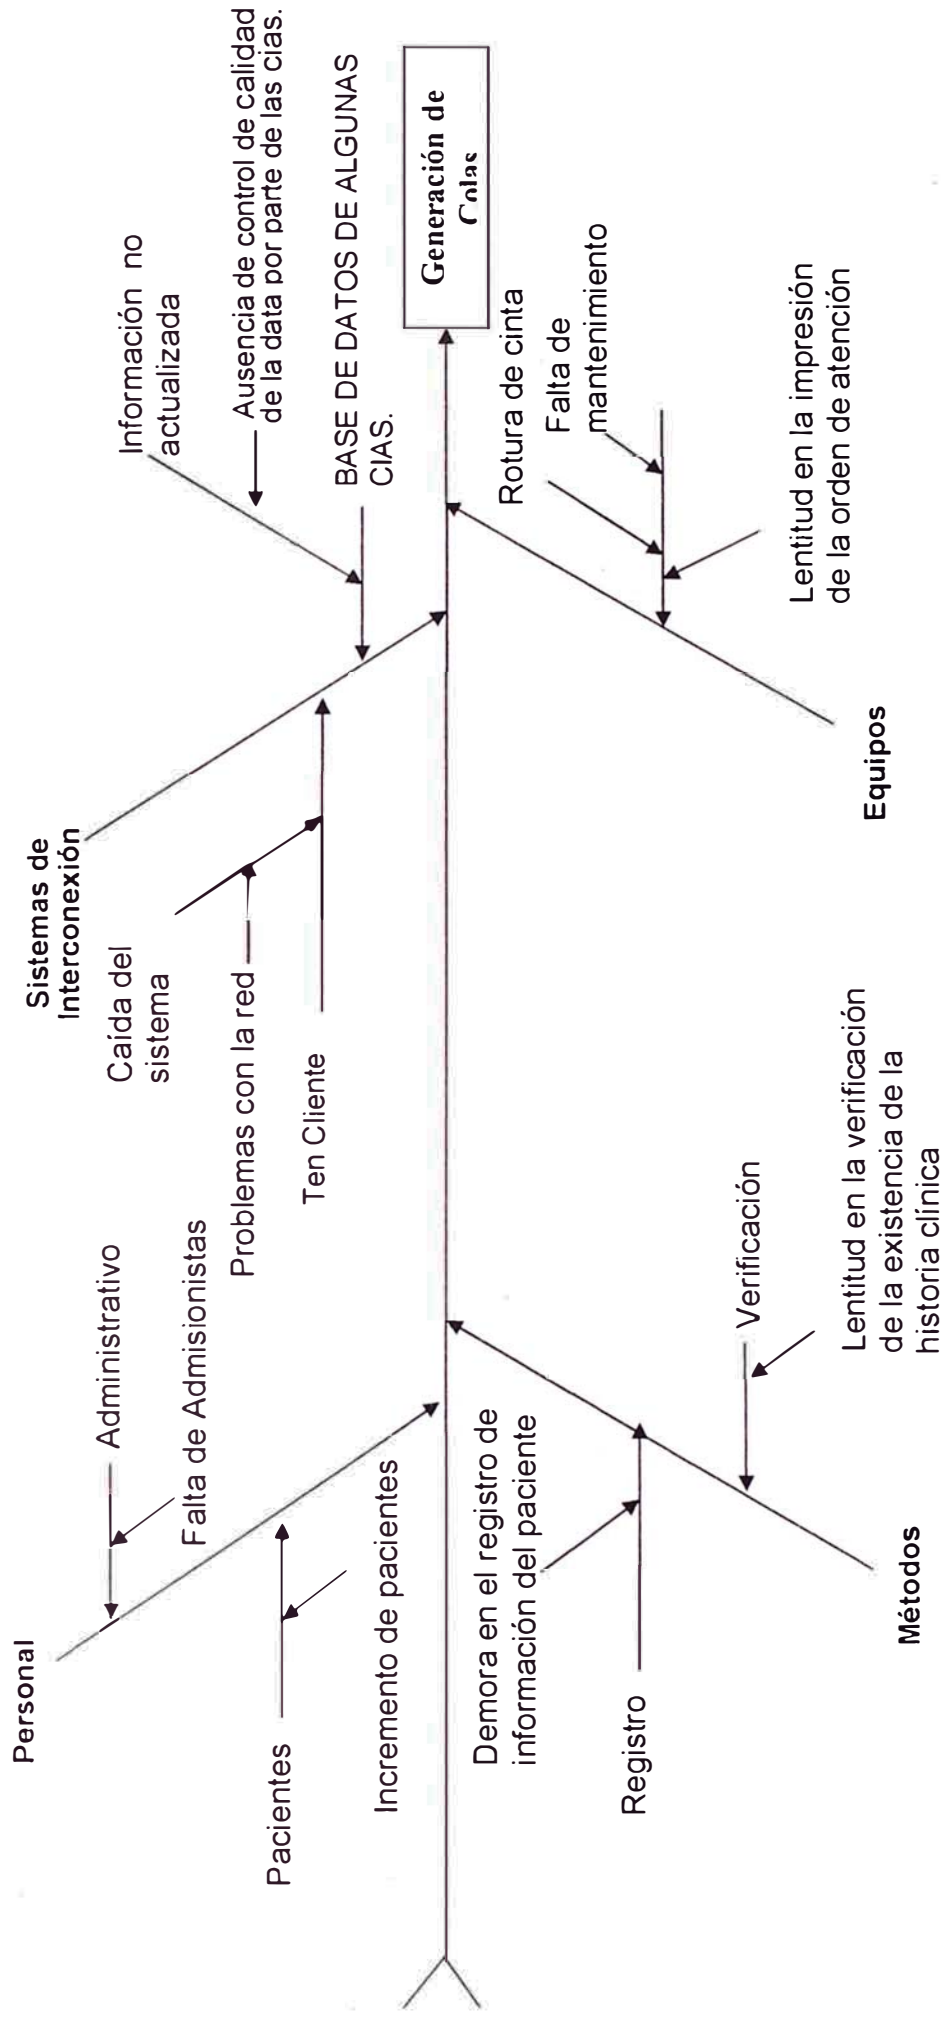 Personal
Administrativo
Falta de Admisionistas
Pacientes
Incremento de pacientes
Sistemas de
Interconexión
Caída del
sistema
Problemas con la red
Ten Cliente
Información no
actualizada
Ausencia de control de calidad
de la data por parte de las cias.
BASE DE DATOS DE ALGUNAS
CIAS.
Generación de
Colas
Demora en el registro de
información del paciente
Registro
Verificación
Lentitud en la verificación
de la existencia de la
historia clínica
Métodos
Rotura de cinta
Falta de
mantenimiento
Lentitud en la impresión
de la orden de atención
Equipos